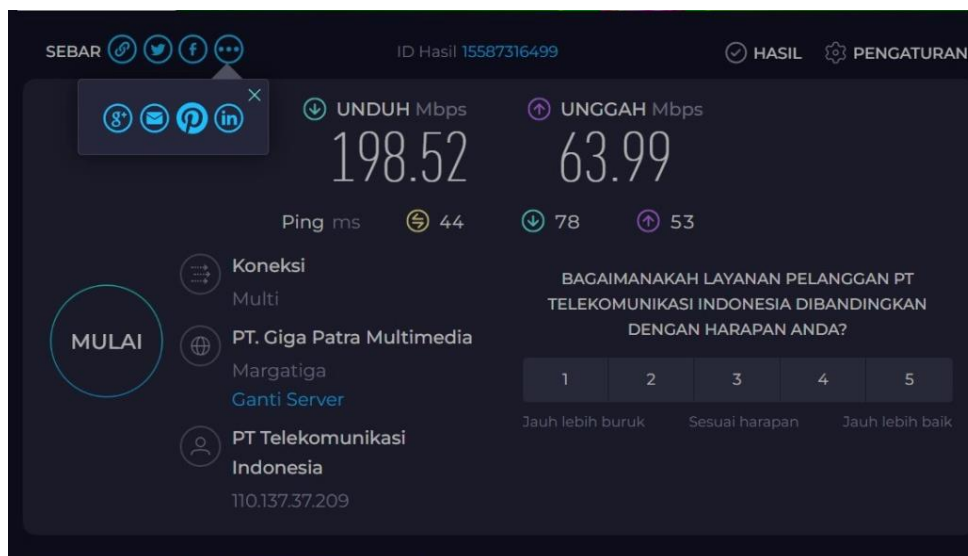 SEBAR
ID Hasil 15587316499
HASIL
PENGATURAN
UNDUH Mbps
198.52
UNGGAH Mbps
63.99
Ping ms
44
78
53
MULAI
Koneksi
Multi
PT. Giga Patra Multimedia
Margatiga
Ganti Server
PT Telekomunikasi
Indonesia
110.137.37.209
BAGAIMANAKAH LAYANAN PELANGGAN PT
TELEKOMUNIKASI INDONESIA DIBANDINGKAN
DENGAN HARAPAN ANDA?
1 2 3 4 5
Jauh lebih buruk Sesuai harapan Jauh lebih baik